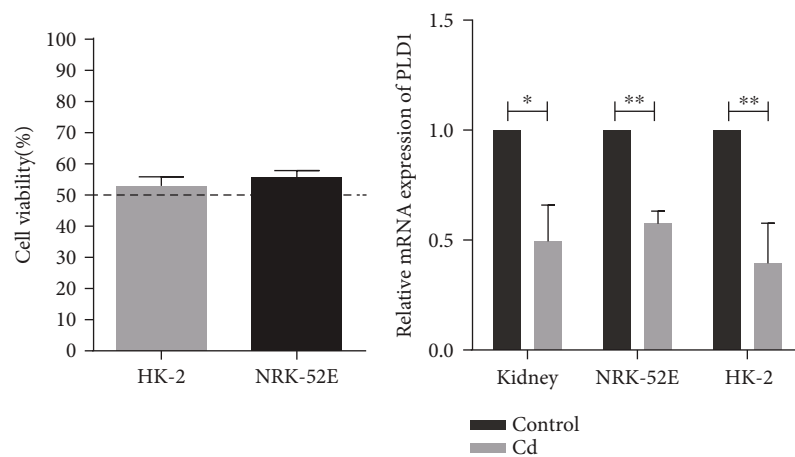 Cell viability(%)
100
90
80
70
60
50
40
30
20
10
0
HK-2 NRK-52E
Relative mRNA expression of PLD1
1.5
1.0
0.5
0.0
* ** **
Kidney NRK-52E HK-2
Control
Cd